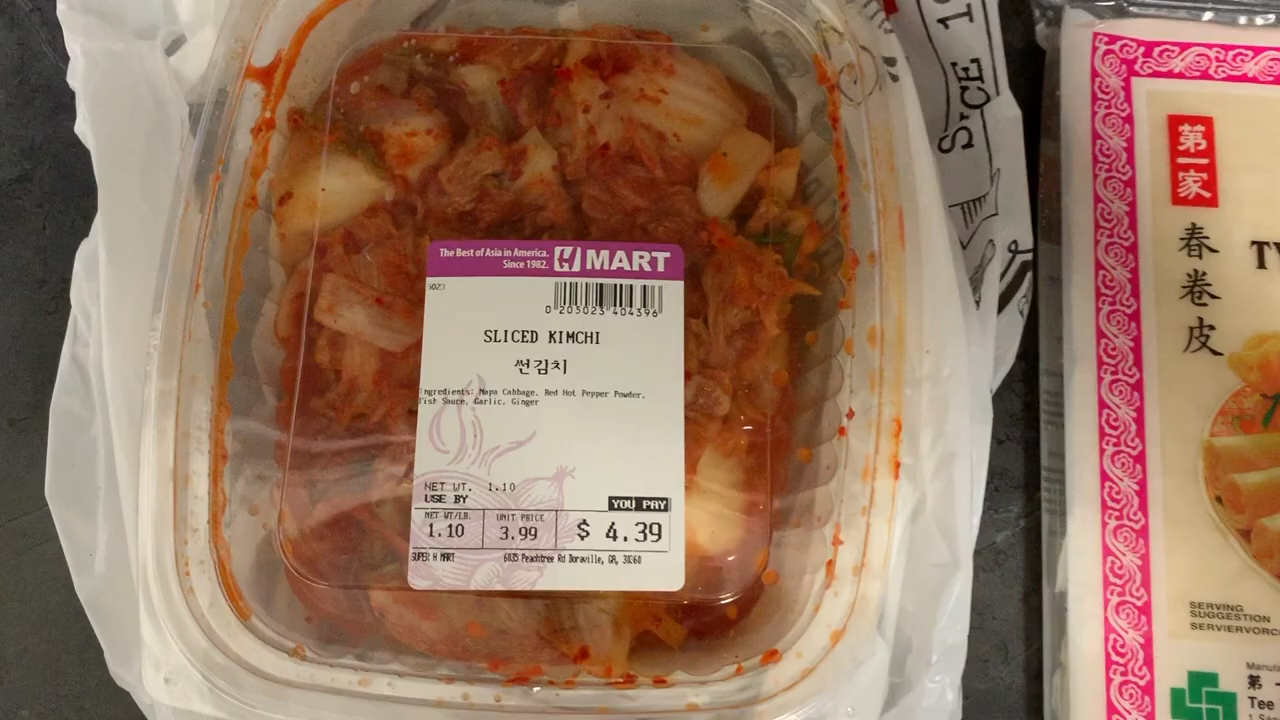 The Best of Asia in America.
Since 1982.
H MART
5023
0 205023 404396
SLICED KIMCHI
썬김치
Ingredients: Napa Cabbage, Red Hot Pepper Powder,
Fish Sauce, Garlic, Ginger
NET WT. 1.10
USE BY
YOU PAY
NET WT/LB.
UNIT PRICE
1.10
3.99
$ 4.39
SUPER H MART
6035 Peachtree Rd Doraville, GA, 30360
第一家
春卷皮
SERVING
SUGGESTION
Tee